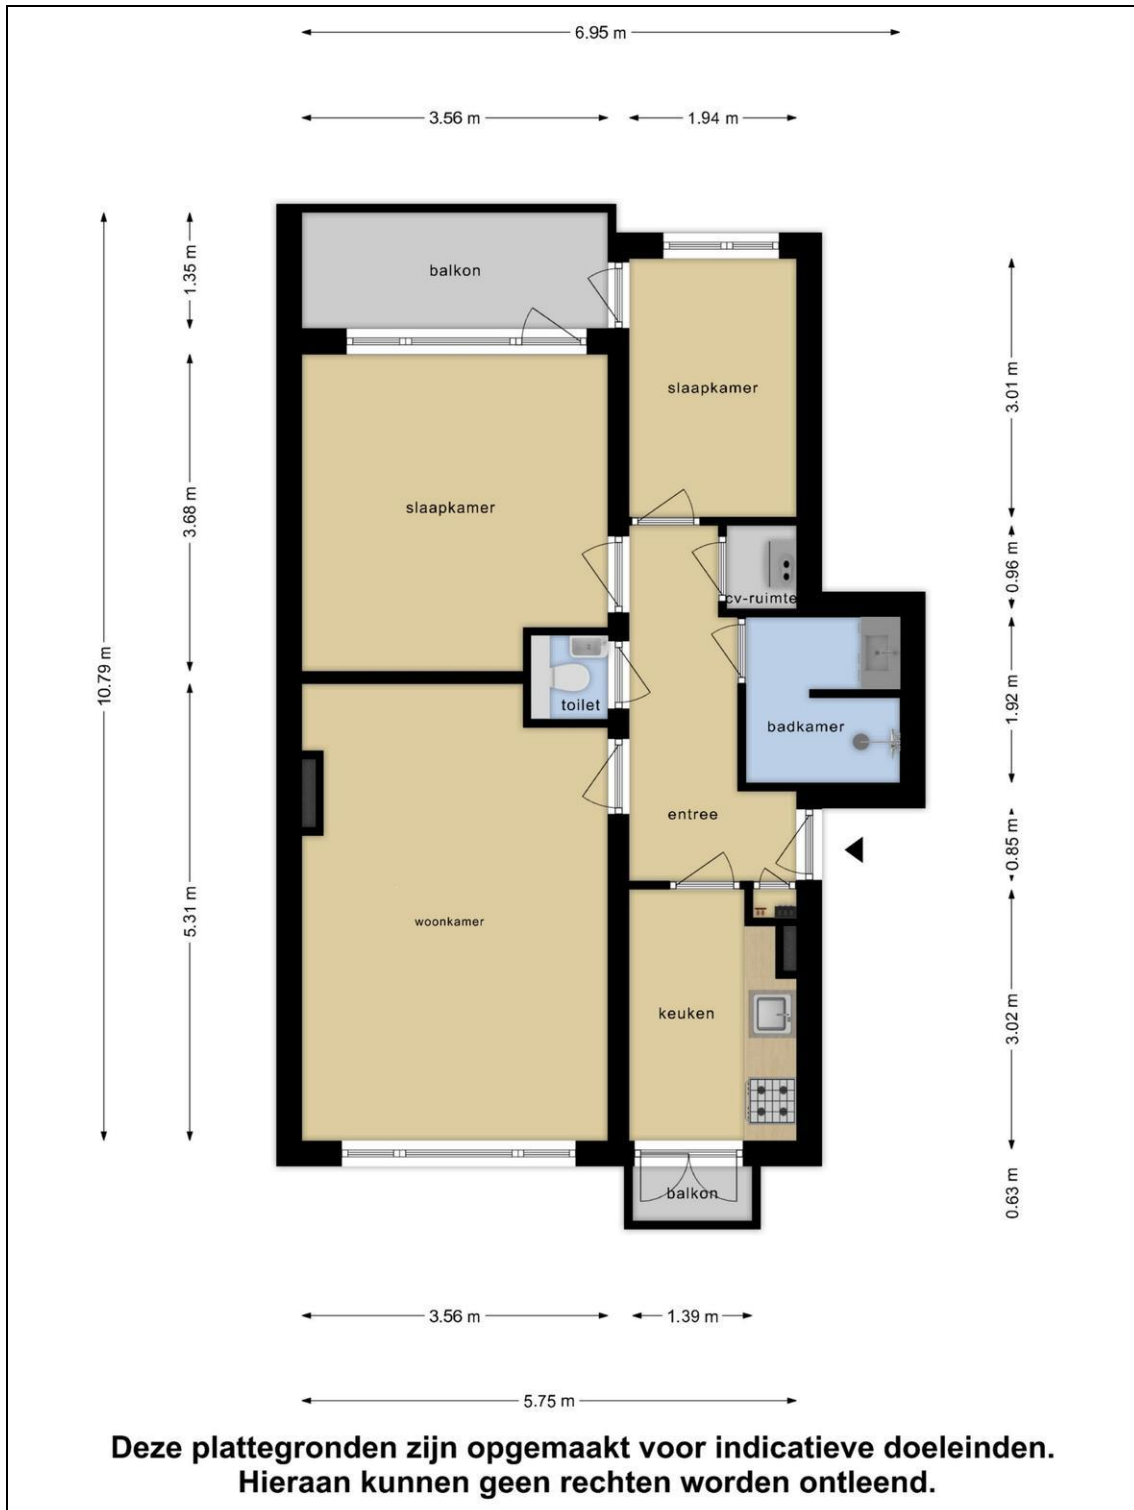 6.95 m
3.56 m
1.94 m
10.79 m
1.35 m
3.68 m
5.31 m
balkon
slaapkamer
slaapkamer
cv-ruimte
toilet
badkamer
entree
woonkamer
keuken
balkon
3.01 m
0.96 m
1.92 m
0.85 m
3.02 m
0.63 m
3.56 m
1.39 m
5.75 m
Deze plattegronden zijn opgemaakt voor indicatieve doeleinden.
Hieraan kunnen geen rechten worden ontleend.